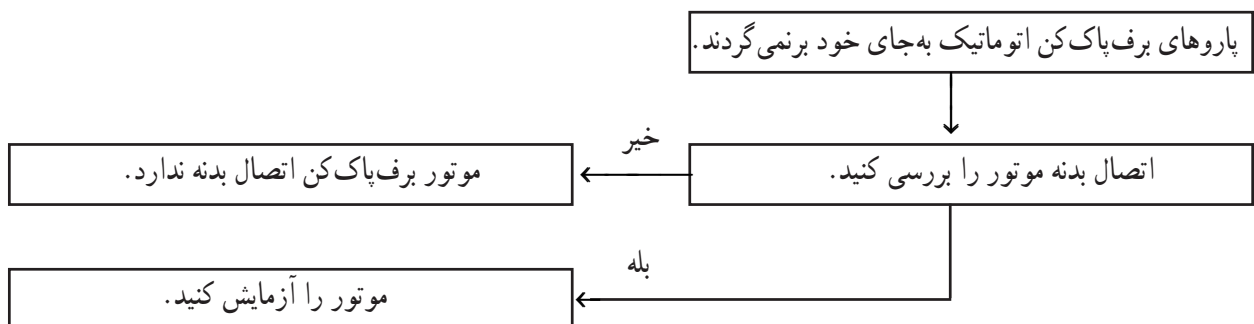 پاروهای برف‌پاک‌کن اتوماتیک به‌جای خود برنمی‌گردند.
اتصال بدنه موتور را بررسی کنید.
خیر
موتور برف‌پاک‌کن اتصال بدنه ندارد.
بله
موتور را آزمایش کنید.